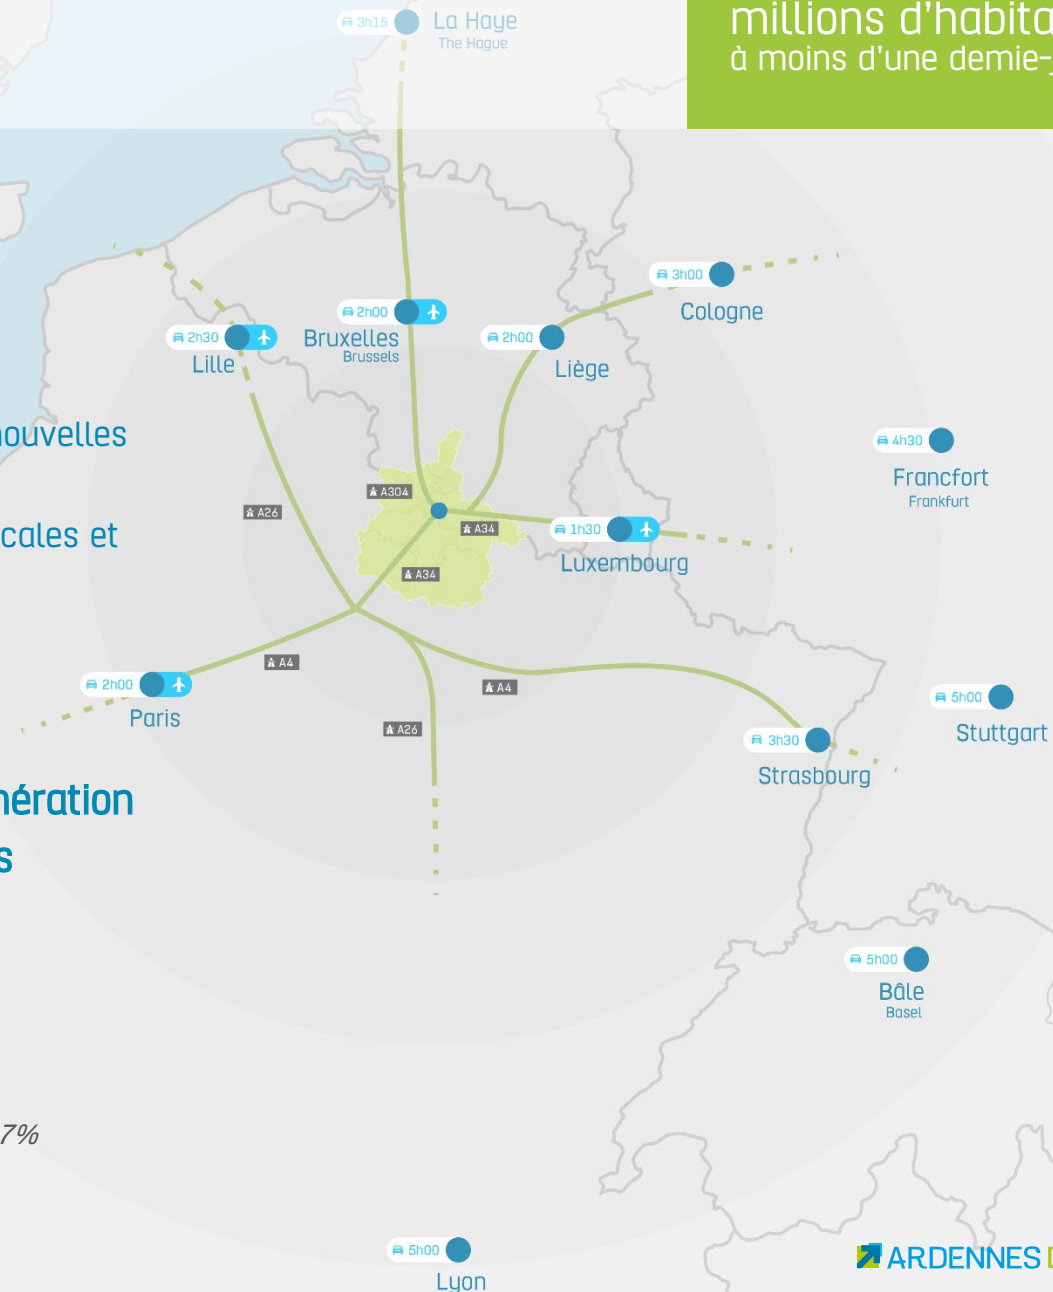 millions d'habita
à moins d'une demie-
3h15
La Haye
The Hague
3h00
Cologne
2h00
Bruxelles
Brussels
2h30
Lille
2h00
Liège
nouvelles
4h30
Francfort
Frankfurt
A304
A26
A34
cales et
1h30
Luxembourg
A34
A4
2h00
Paris
A4
A26
5h00
Stuttgart
3h30
Strasbourg
nération
s
5h00
Bâle
Basel
7%
5h00
Lyon
ARDENNES